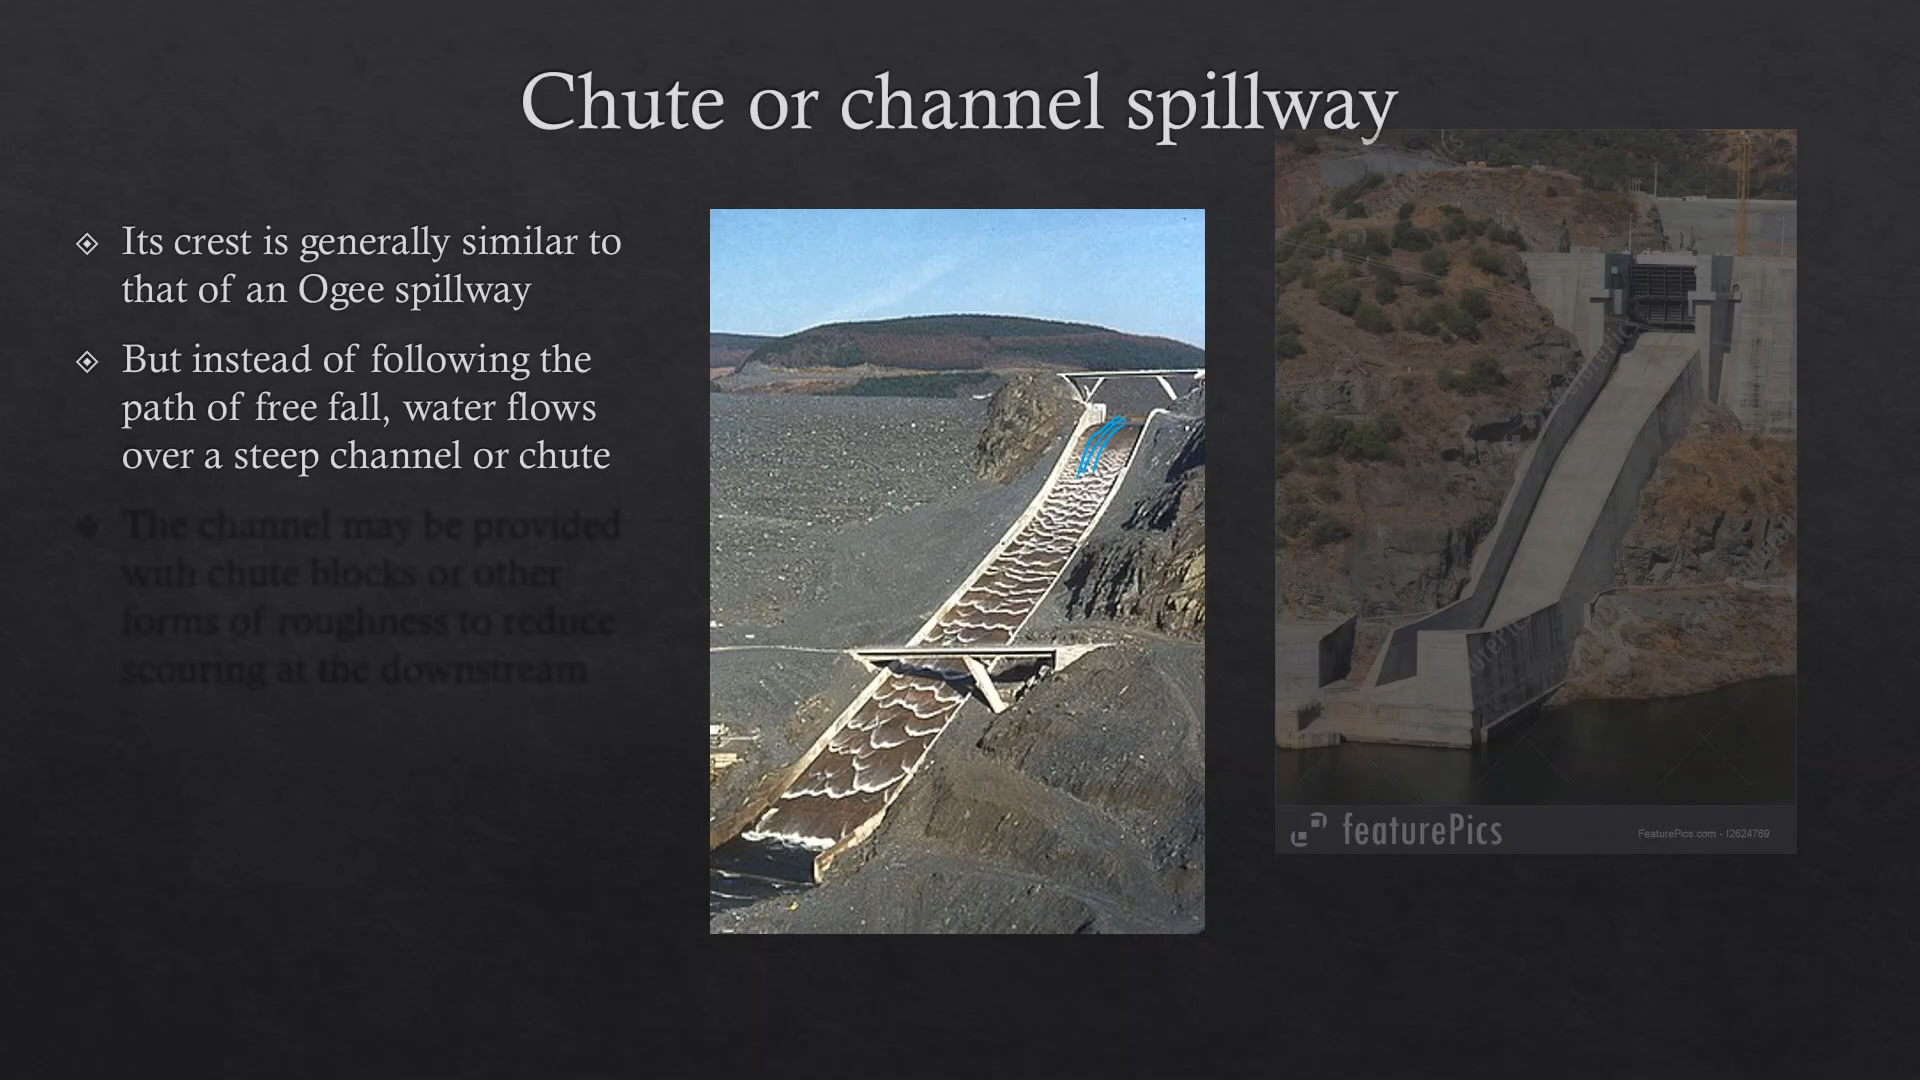 Chute or channel spillway
Its crest is generally similar to
that of an Ogee spillway
But instead of following the
path of free fall, water flows
over a steep channel or chute
The channel may be provided
with chute blocks or other
forms of roughness to reduce
scouring at the downstream
featurePics
FeaturePics.com - I2624769